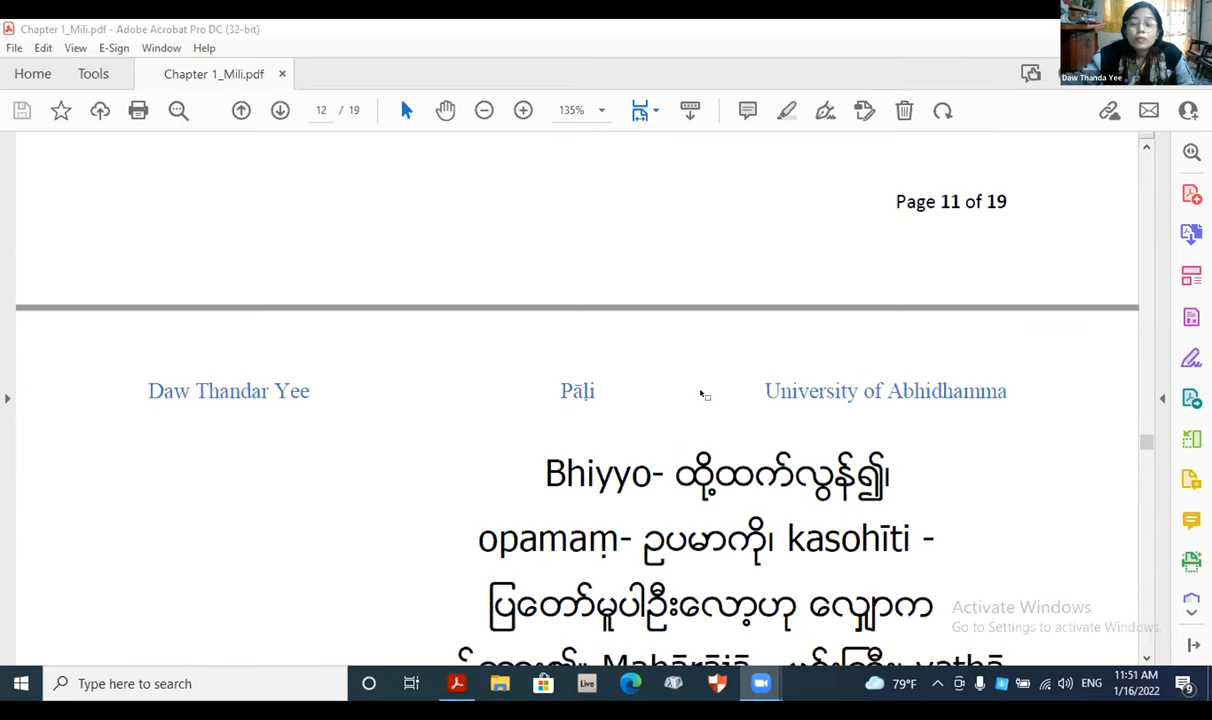 Chapter 1_Mili.pdf - Adobe Acrobat Pro DC (32-bit)
File Edit View E-Sign Window Help
Home Tools Chapter 1_Mili.pdf ×
12 / 19 135%
Daw Thanda Yee
Page 11 of 19
Daw Thandar Yee Pāḷi University of Abhidhamma
Bhiyyo- ထို့ထက်လွန်၍၊
opamaṃ- ဥပမာကို၊ kasohīti -
ပြတော်မူပါဦးလော့ဟု လျှောက
Mahārājā yathā
Activate Windows
Go to Settings to activate Windows.
Type here to search
Live
79°F ENG 11:51 AM
1/16/2022
9